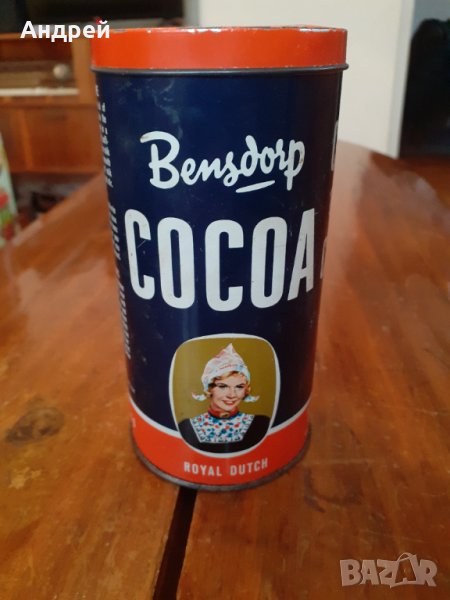 Андрей
Bensdorp
COCOA
ROYAL DUTCH
BAZAR